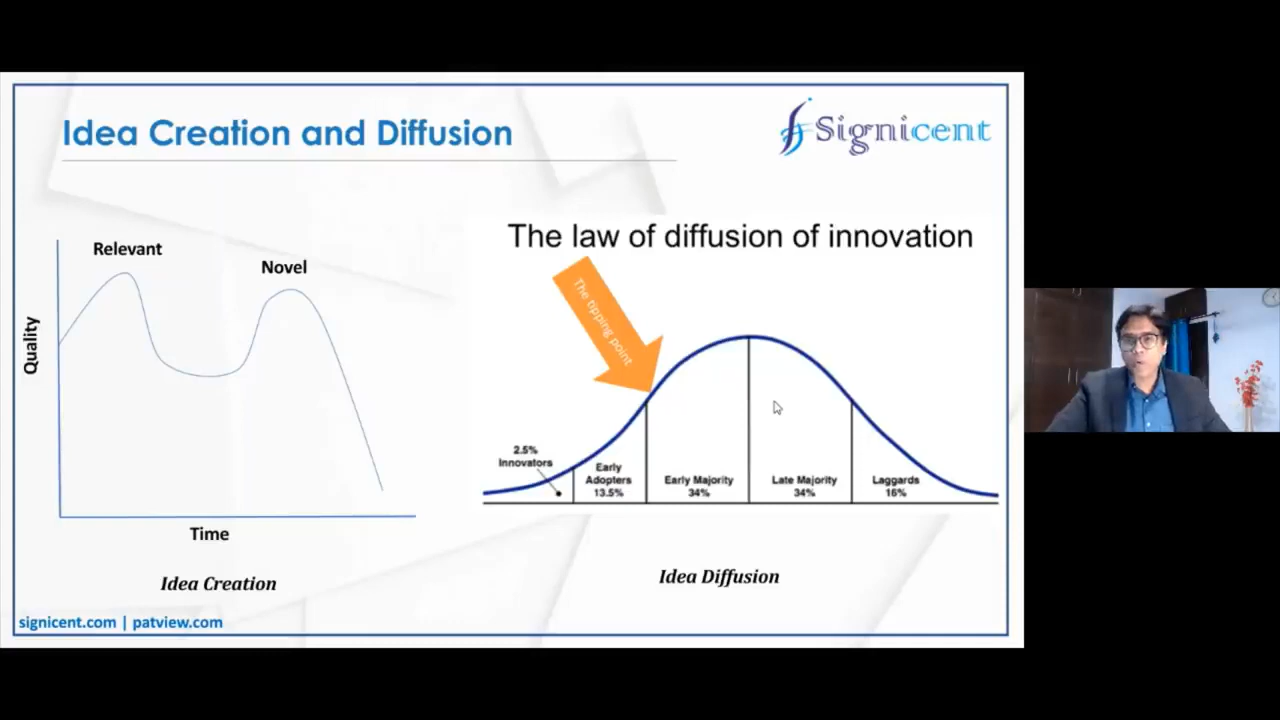 Idea Creation and Diffusion
Signicent
Relevant
Novel
Quality
Time
Idea Creation
The law of diffusion of innovation
The tipping point
2.5%
Innovators
Early
Adopters
13.5%
Early Majority
34%
Late Majority
34%
Laggards
16%
Idea Diffusion
signicent.com | patview.com